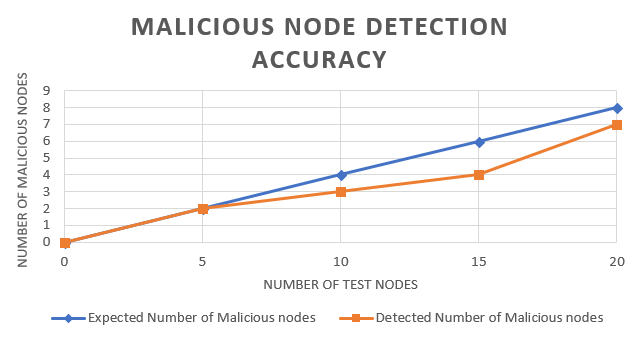 MALICIOUS NODE DETECTION
ACCURACY
NUMBER OF MALICIOUS NODES
9
8
7
6
5
4
3
2
1
0
0 5 10 15 20
NUMBER OF TEST NODES
Expected Number of Malicious nodes Detected Number of Malicious nodes